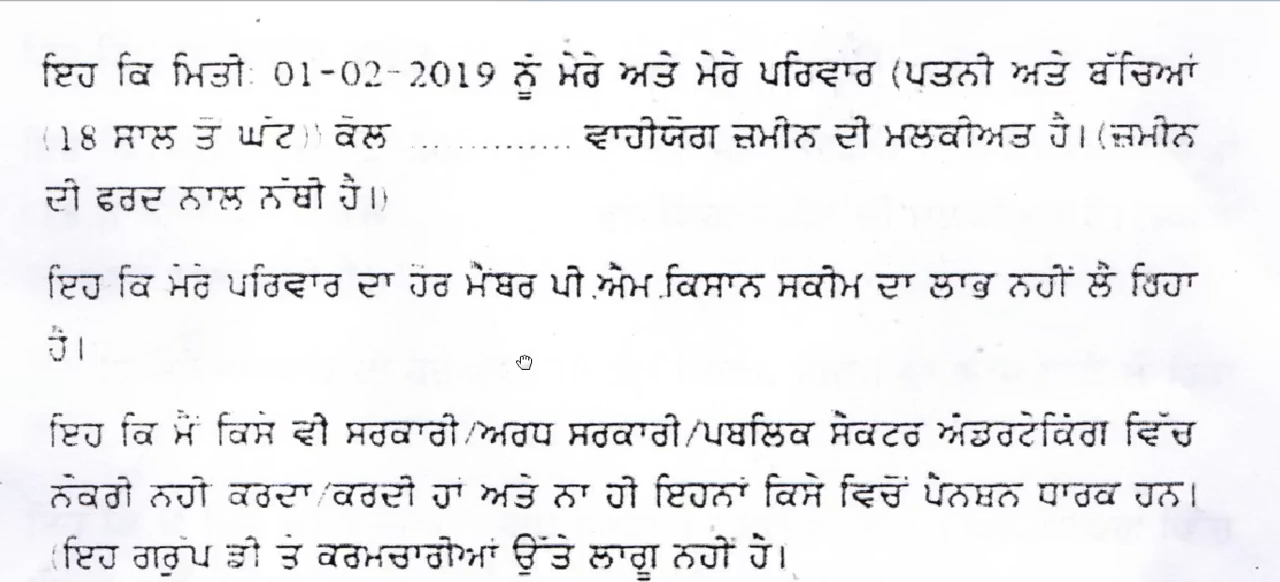 ਇਹ ਕਿ ਮਿਤੀ: 01-02-2019 ਨੂੰ ਮੇਰੇ ਅਤੇ ਮੇਰੇ ਪਰਿਵਾਰ (ਪਤਨੀ ਅਤੇ ਬੱਚਿਆਂ
(18 ਸਾਲ ਤੋਂ ਘੱਟ)) ਕੋਲ ............. ਵਾਹੀਯੋਗ ਜ਼ਮੀਨ ਦੀ ਮਲਕੀਅਤ ਹੈ। (ਜ਼ਮੀਨ
ਦੀ ਫਰਦ ਨਾਲ ਨੱਥੀ ਹੈ।)
ਇਹ ਕਿ ਮੇਰੇ ਪਰਿਵਾਰ ਦਾ ਹੋਰ ਮੈਂਬਰ ਪੀ.ਐਮ.ਕਿਸਾਨ ਸਕੀਮ ਦਾ ਲਾਭ ਨਹੀਂ ਲੈ ਰਿਹਾ
ਹੈ।
ਇਹ ਕਿ ਮੈਂ ਕਿਸੇ ਵੀ ਸਰਕਾਰੀ/ਅਰਧ ਸਰਕਾਰੀ/ਪਬਲਿਕ ਸੈਕਟਰ ਅੰਡਰਟੇਕਿੰਗ ਵਿੱਚ
ਨੌਕਰੀ ਨਹੀਂ ਕਰਦਾ/ਕਰਦੀ ਹਾਂ ਅਤੇ ਨਾ ਹੀ ਇਹਨਾਂ ਕਿਸੇ ਵਿਚੋਂ ਪੈਨਸ਼ਨ ਧਾਰਕ ਹਨ।
(ਇਹ ਗਰੁੱਪ ਡੀ ਤੇ ਕਰਮਚਾਰੀਆਂ ਉੱਤੇ ਲਾਗੂ ਨਹੀਂ ਹੈ।